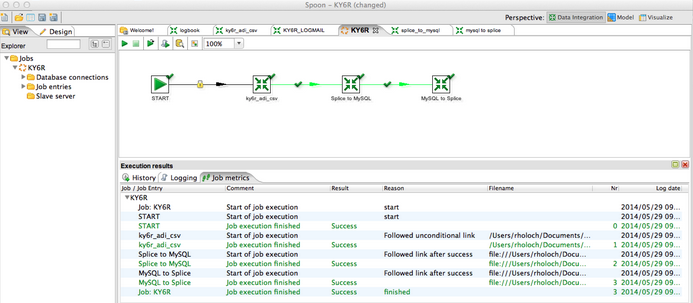 Spoon - KY6R (changed)
Perspective: Data Integration Model Visualize
View Design
Welcome! logbook ky6r_adi_csv KY6R_LOGMAIL KY6R splice_to_mysql mysql to splice
Explorer
100%
Jobs
KY6R
Database connections
Job entries
Slave server
START ky6r_adi_csv Splice to MySQL MySQL to Splice
Execution results
History Logging Job metrics
Job / Job Entry Comment Result Reason Filename Nr Log date
KY6R
Job: KY6R Start of job execution start 2014/05/29 09...
START Start of job execution start 2014/05/29 09...
START Job execution finished Success 0 2014/05/29 09...
ky6r_adi_csv Start of job execution Followed unconditional link /Users/rholoch/Documents/... 2014/05/29 09...
ky6r_adi_csv Job execution finished Success /Users/rholoch/Documents/... 1 2014/05/29 09...
Splice to MySQL Start of job execution Followed link after success file:///Users/rholoch/Docu... 2014/05/29 09...
Splice to MySQL Job execution finished Success file:///Users/rholoch/Docu... 2 2014/05/29 09...
MySQL to Splice Start of job execution Followed link after success file:///Users/rholoch/Docu... 2014/05/29 09...
MySQL to Splice Job execution finished Success file:///Users/rholoch/Docu... 3 2014/05/29 09...
Job: KY6R Job execution finished Success finished 3 2014/05/29 09...